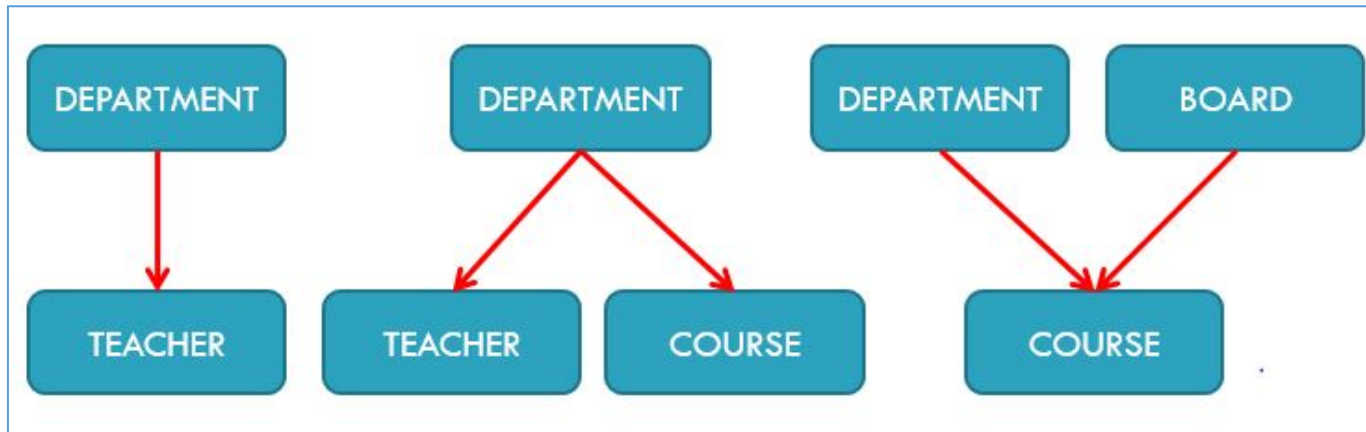 DEPARTMENT
DEPARTMENT
DEPARTMENT
BOARD
TEACHER
TEACHER
COURSE
COURSE